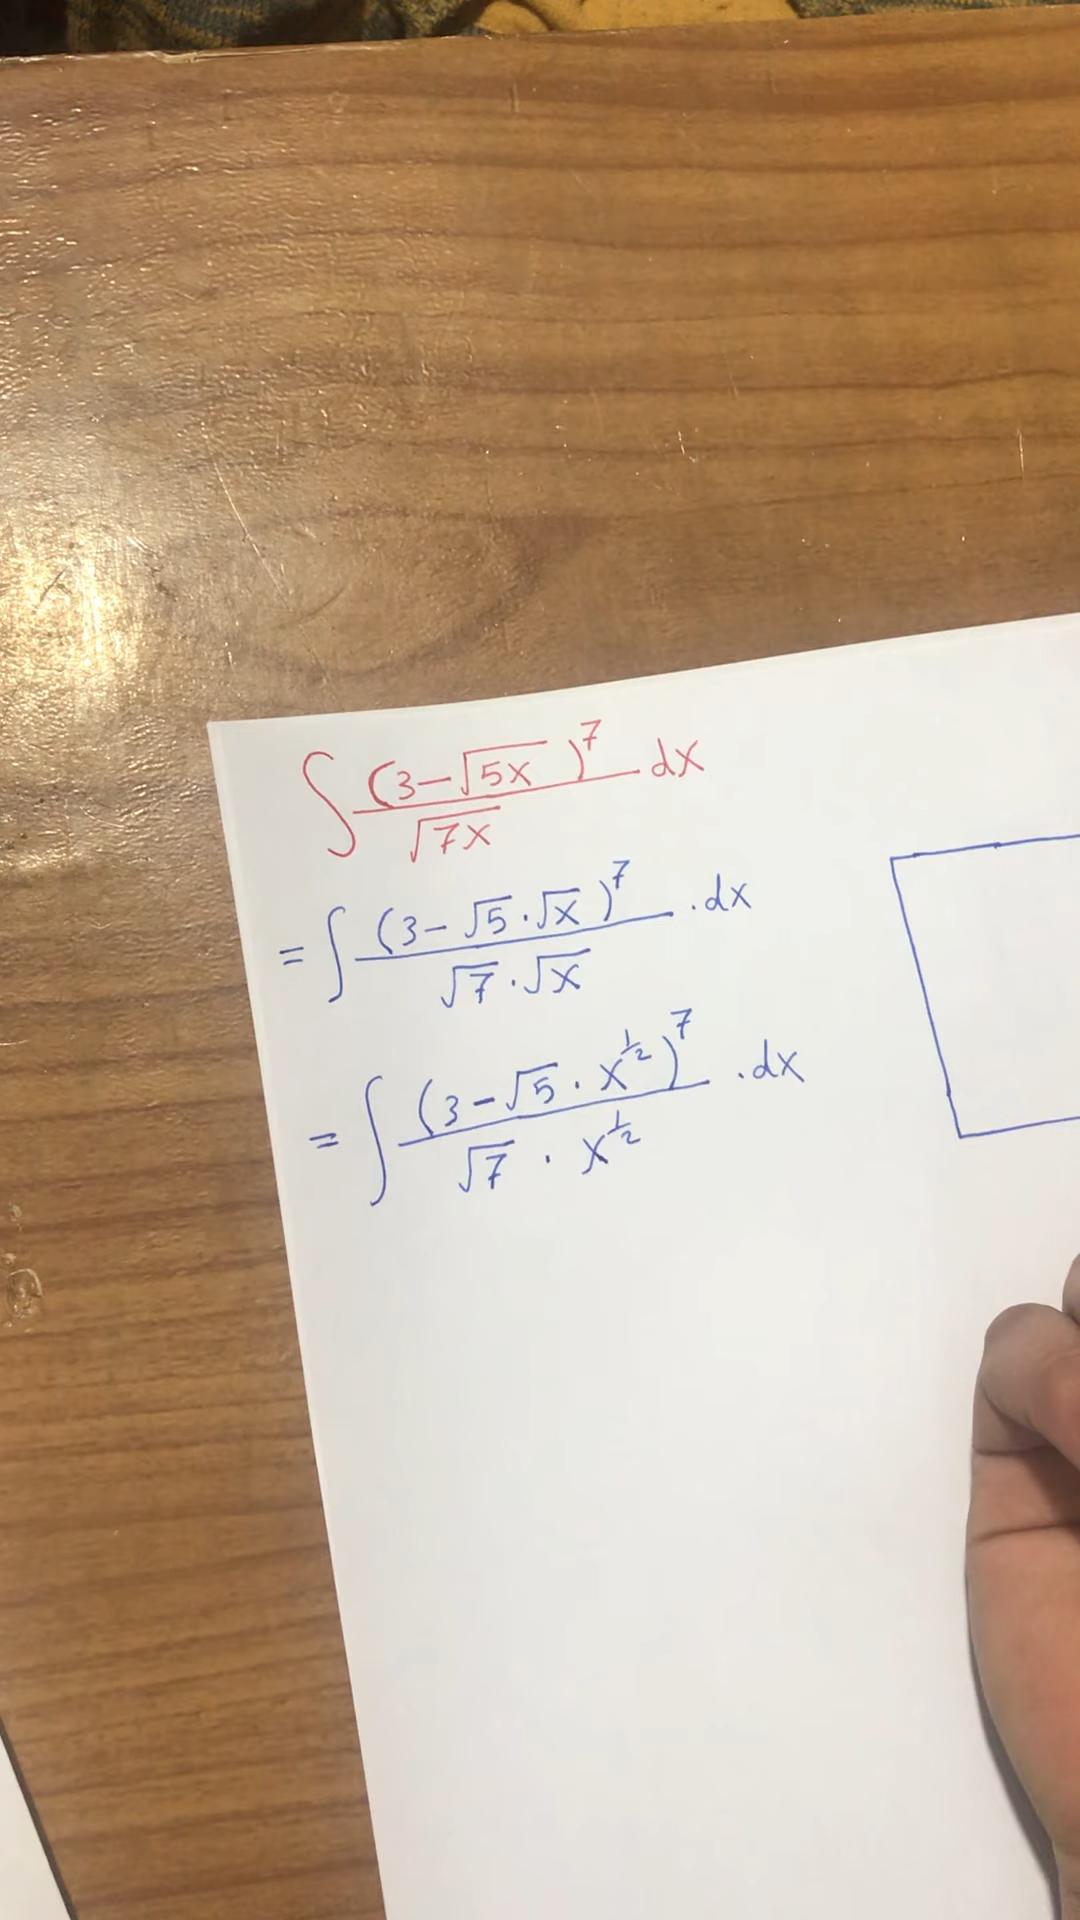 ∫ (3-√5x)⁷ / √7x dx
= ∫ (3-√5·√x)⁷ / √7·√x .dx
= ∫ (3-√5·x^½)⁷ / √7·x^½ .dx